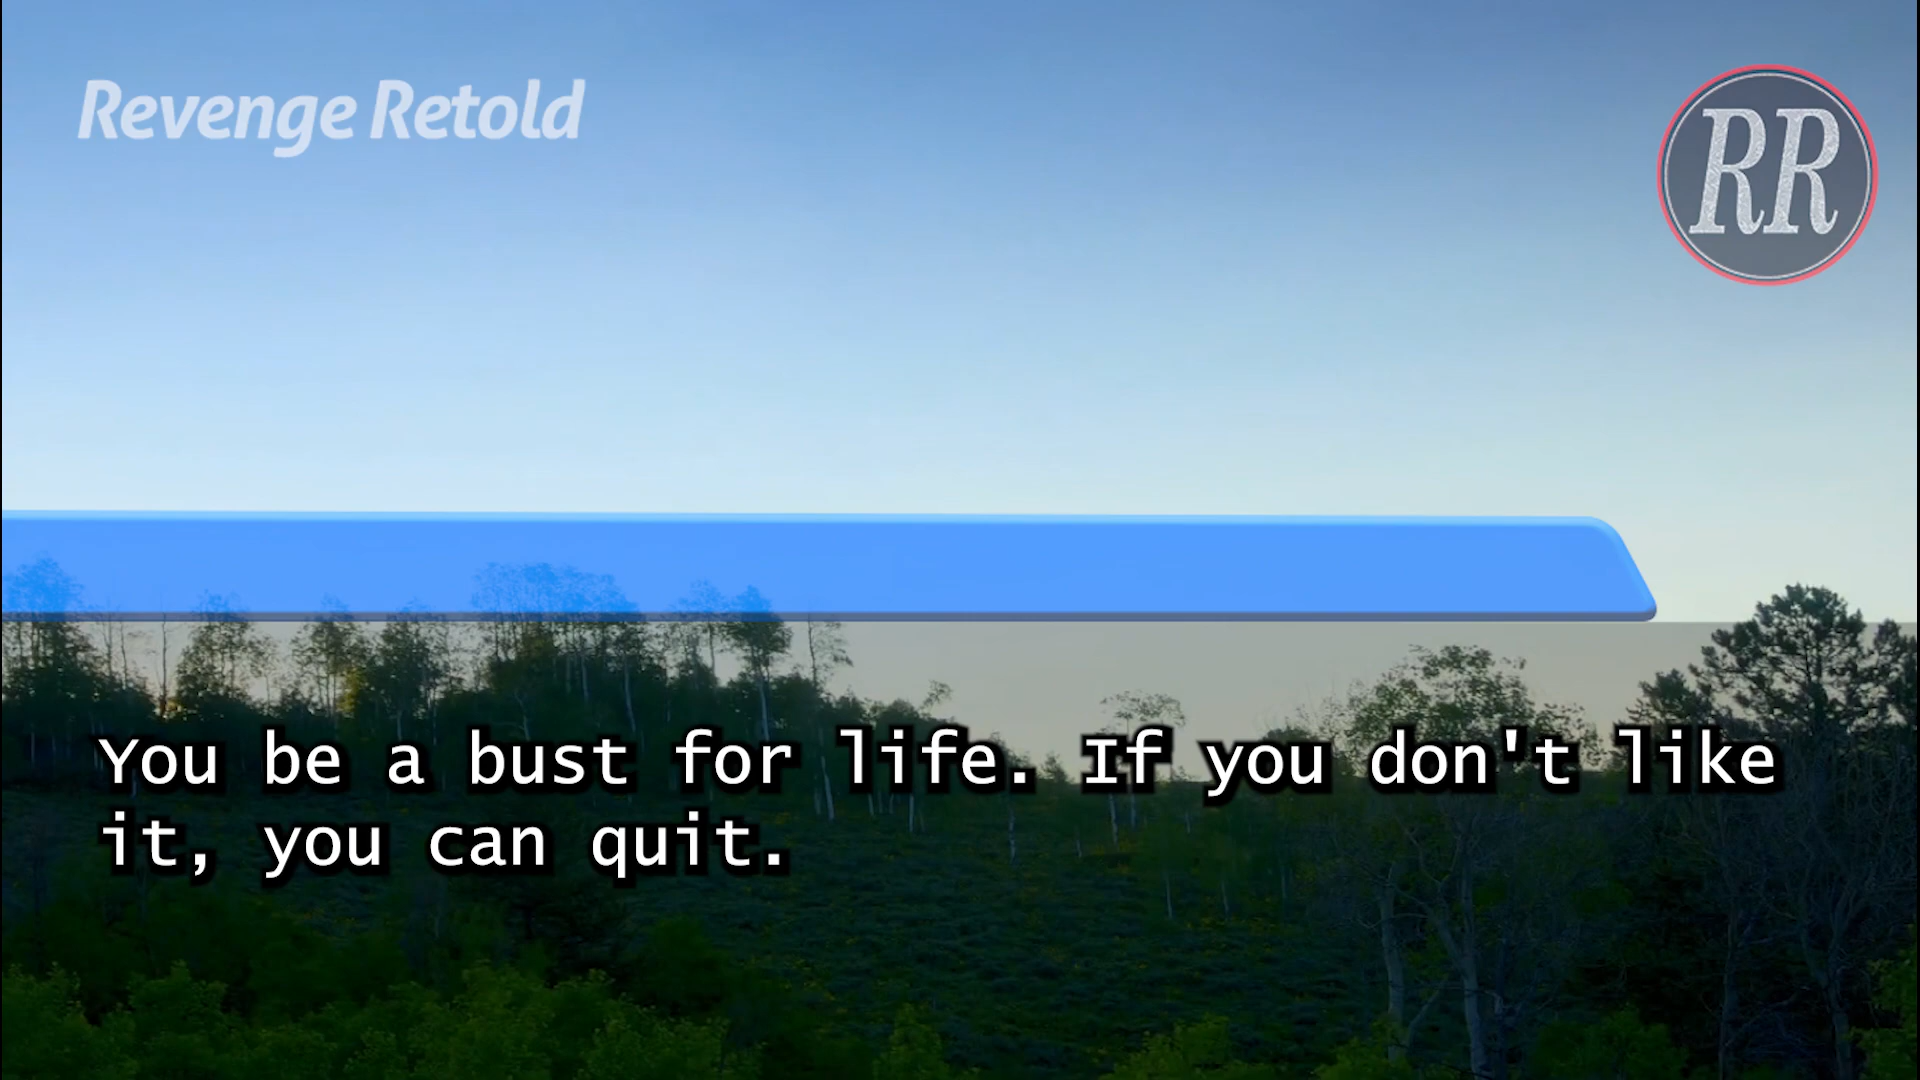 Revenge Retold
RR
You be a bust for life. If you don't like
it, you can quit.